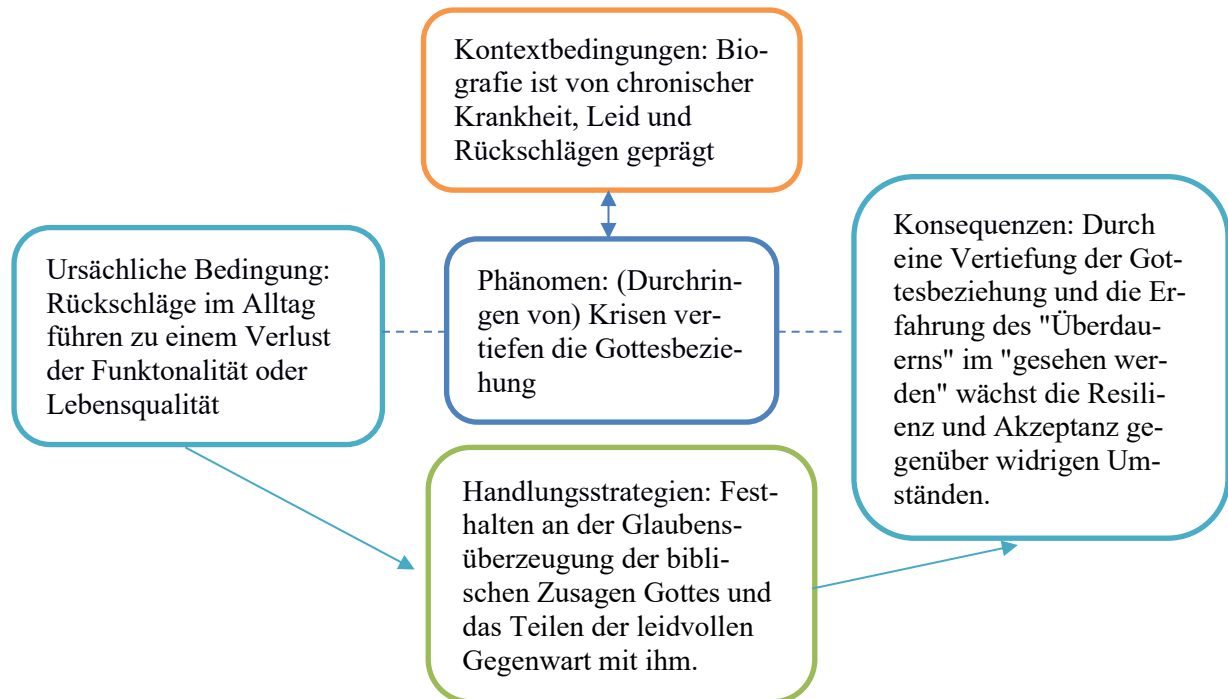 Kontextbedingungen: Bio-
grafie ist von chronischer
Krankheit, Leid und
Rückschlägen geprägt
Ursächliche Bedingung:
Rückschläge im Alltag
führen zu einem Verlust
der Funktonalität oder
Lebensqualität
Phänomen: (Durchrin-
gen von) Krisen ver-
tiefen die Gottesbezie-
hung
Konsequenzen: Durch
eine Vertiefung der Got-
tesbeziehung und die Er-
fahrung des "Überdau-
erns" im "gesehen wer-
den" wächst die Resili-
enz und Akzeptanz ge-
genüber widrigen Um-
ständen.
Handlungsstrategien: Fest-
halten an der Glaubens-
überzeugung der bibli-
schen Zusagen Gottes und
das Teilen der leidvollen
Gegenwart mit ihm.